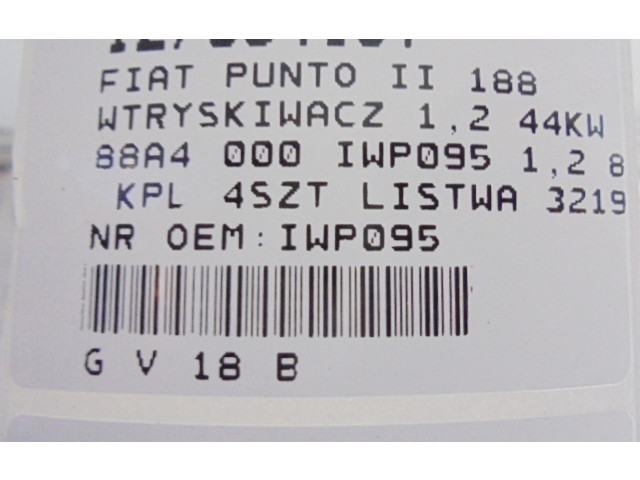 FIAT PUNTO II 188
WTRYSKIWACZ 1,2 44KW
88A4 000 IWP095 1,2 8
KPL 4SZT LISTWA 3219
NR OEM:IWP095
G V 18 B